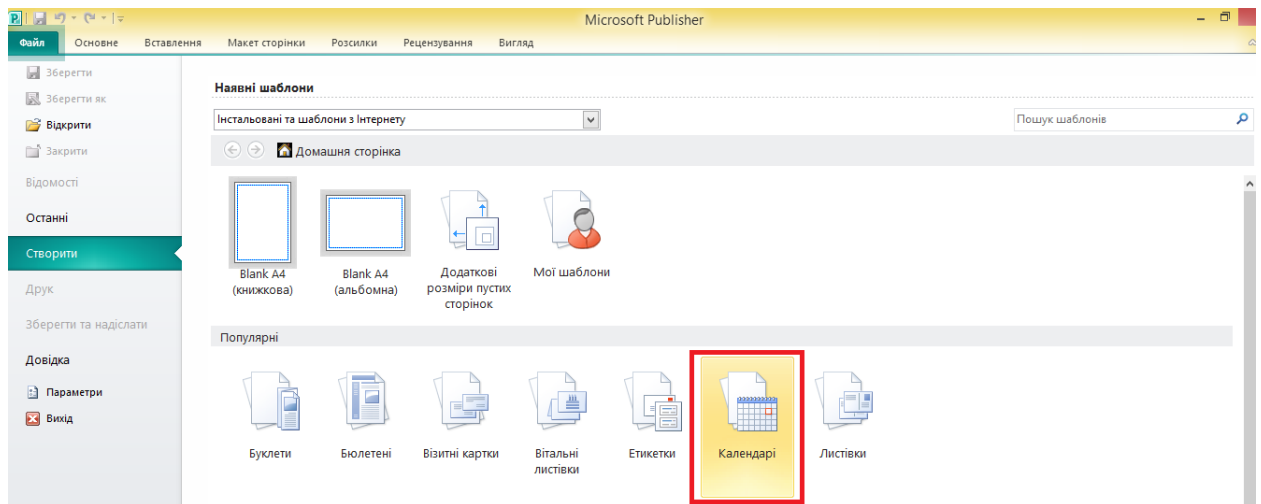 Microsoft Publisher
Файл Основне Вставлення Макет сторінки Розсилки Рецензування Вигляд
Зберегти
Зберегти як
Відкрити
Закрити
Відомості
Останні
Створити
Друк
Зберегти та надіслати
Довідка
Параметри
Вихід
Наявні шаблони
Інстальовані та шаблони з Інтернету
Пошук шаблонів
Домашня сторінка
Blank A4
(книжкова)
Blank A4
(альбомна)
Додаткові
розміри пустих
сторінок
Мої шаблони
Популярні
Буклети
Бюлетені
Візитні картки
Вітальні
листівки
Етикетки
Календарі
Листівки